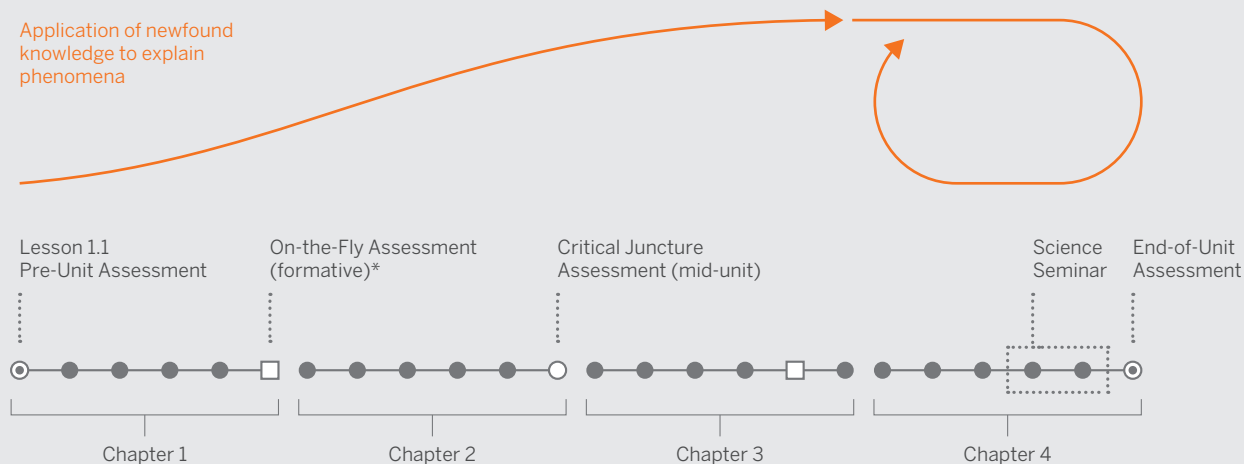 Application of newfound
knowledge to explain
phenomena
Lesson 1.1
Pre-Unit Assessment
On-the-Fly Assessment
(formative)*
Critical Juncture
Assessment (mid-unit)
Science
Seminar
End-of-Unit
Assessment
Chapter 1
Chapter 2
Chapter 3
Chapter 4